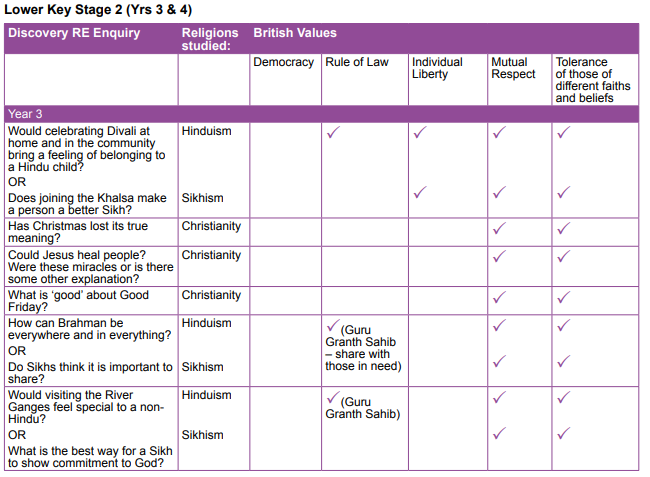 Lower Key Stage 2 (Yrs 3 & 4)
Discovery RE Enquiry
Religions
studied:
British Values
Democracy
Rule of Law
Individual
Liberty
Mutual
Respect
Tolerance
of those of
different faiths
and beliefs
Year 3
Would celebrating Divali at
home and in the community
bring a feeling of belonging to
a Hindu child?
Hinduism
✓
✓
✓
✓
OR
Does joining the Khalsa make
a person a better Sikh?
Sikhism
✓
✓
✓
Has Christmas lost its true
meaning?
Christianity
✓
✓
Could Jesus heal people?
Were these miracles or is there
some other explanation?
Christianity
✓
✓
What is ‘good’ about Good
Friday?
Christianity
✓
✓
How can Brahman be
everywhere and in everything?
Hinduism
✓ (Guru
Granth Sahib
– share with
those in need)
✓
✓
OR
Do Sikhs think it is important to
share?
Sikhism
✓
✓
Would visiting the River
Ganges feel special to a non-
Hindu?
Hinduism
✓ (Guru
Granth Sahib)
✓
✓
OR
What is the best way for a Sikh
to show commitment to God?
Sikhism
✓
✓